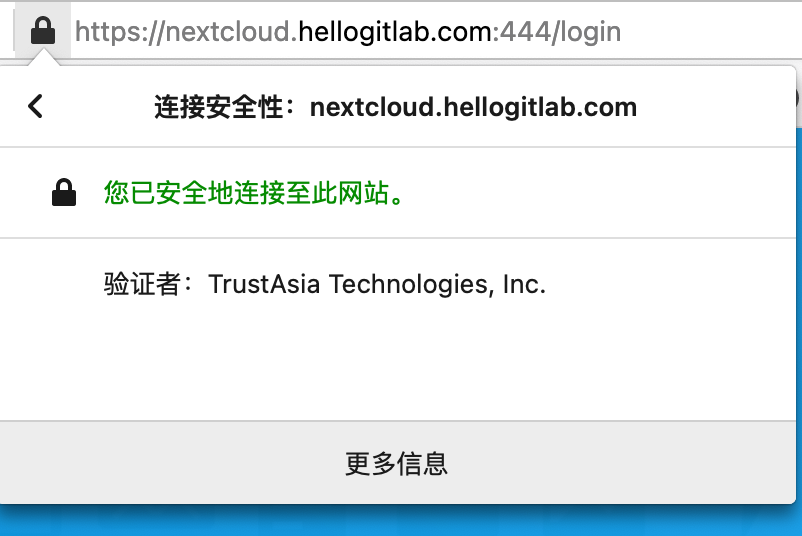 https://nextcloud.hellogitlab.com:444/login
连接安全性：nextcloud.hellogitlab.com
您已安全地连接至此网站。
验证者：TrustAsia Technologies, Inc.
更多信息